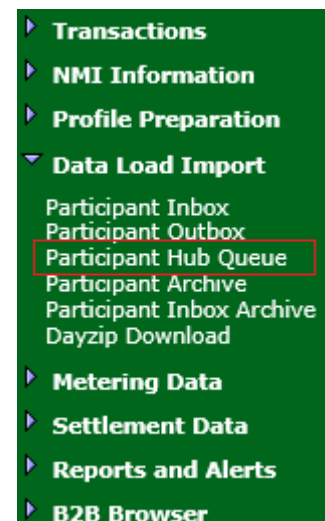 Transactions
NMI Information
Profile Preparation
Data Load Import
Participant Inbox
Participant Outbox
Participant Hub Queue
Participant Archive
Participant Inbox Archive
Dayzip Download
Metering Data
Settlement Data
Reports and Alerts
B2B Browser